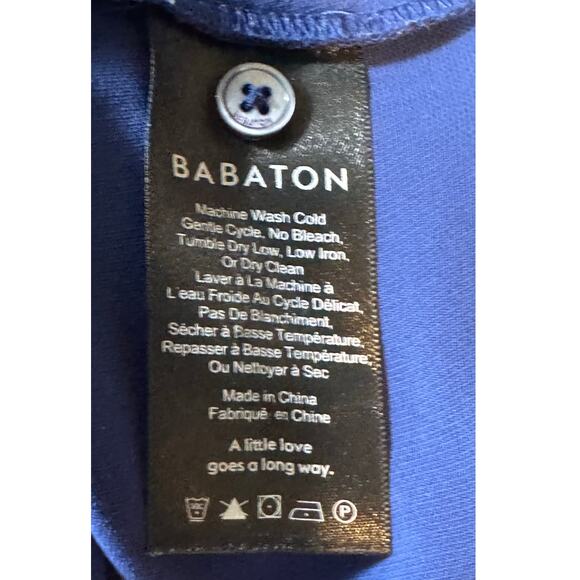 BABATON
Machine Wash Cold
Gentle Cycle, No Bleach,
Tumble Dry Low, Low Iron,
Or Dry Clean
Laver à La Machine à
L'eau Froide Au Cycle Délicat,
Pas De Blanchiment,
Sécher à Basse Température,
Repasser à Basse Température,
Ou Nettoyer à Sec
Made in China
Fabriqué en Chine
A little love
goes a long way.
P